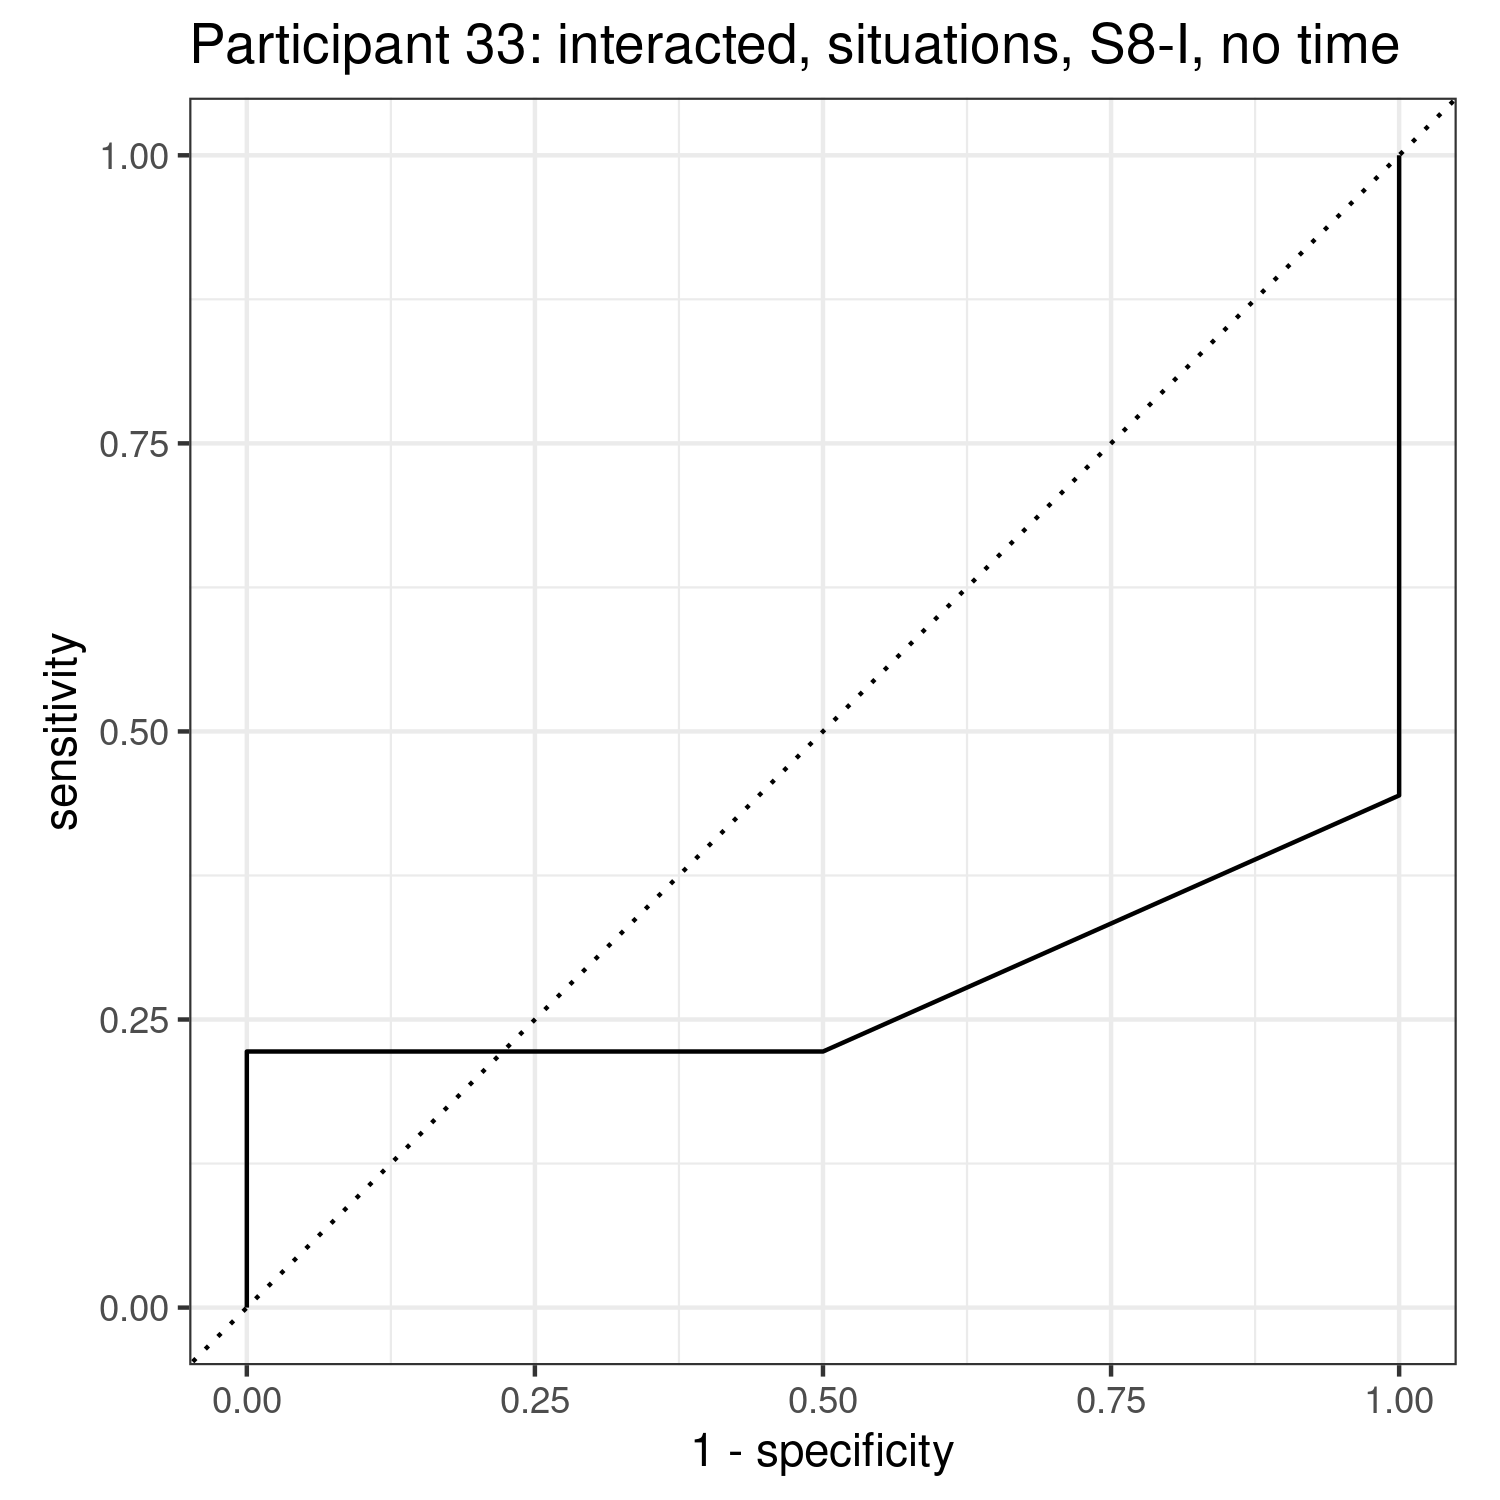 Participant 33: interacted, situations, S8-I, no time
1.00
0.75
0.50
0.25
0.00
sensitivity
0.00 0.25 0.50 0.75 1.00
1 - specificity